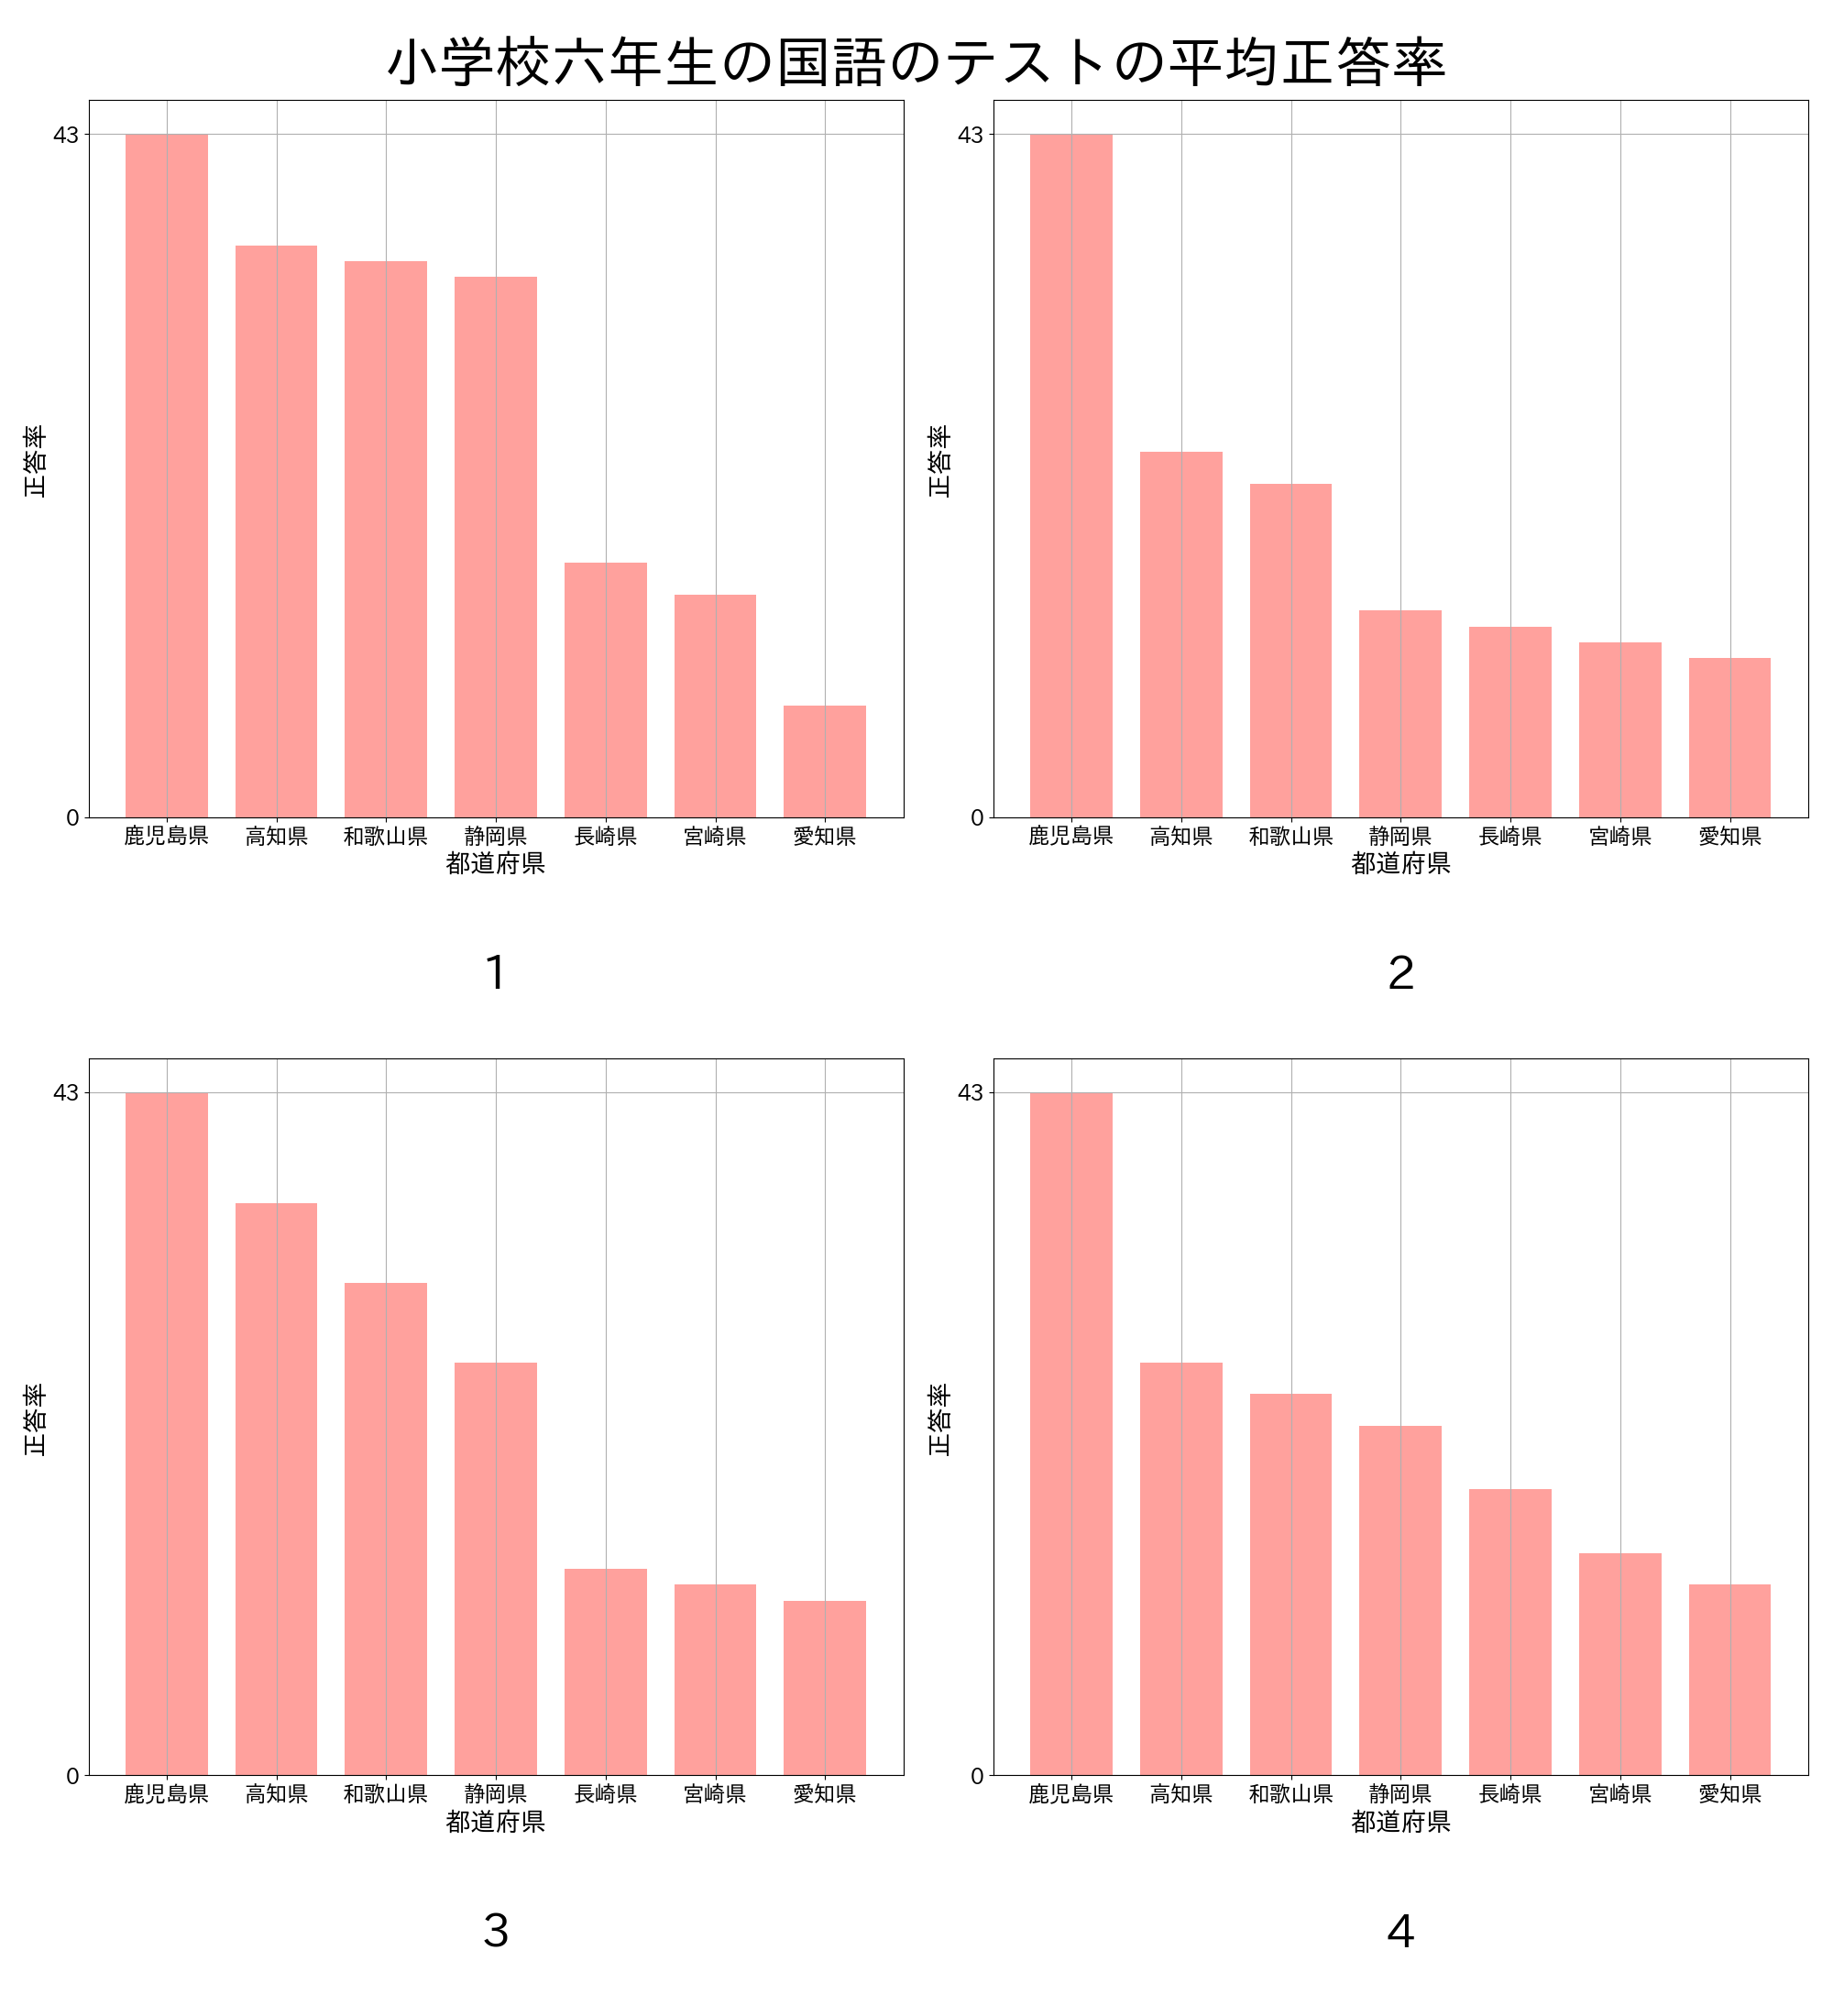 小学校六年生の国語のテストの平均正答率
43
0
正答率
鹿児島県 高知県 和歌山県 静岡県 長崎県 宮崎県 愛知県
都道府県
1
43
0
正答率
鹿児島県 高知県 和歌山県 静岡県 長崎県 宮崎県 愛知県
都道府県
2
43
0
正答率
鹿児島県 高知県 和歌山県 静岡県 長崎県 宮崎県 愛知県
都道府県
3
43
0
正答率
鹿児島県 高知県 和歌山県 静岡県 長崎県 宮崎県 愛知県
都道府県
4